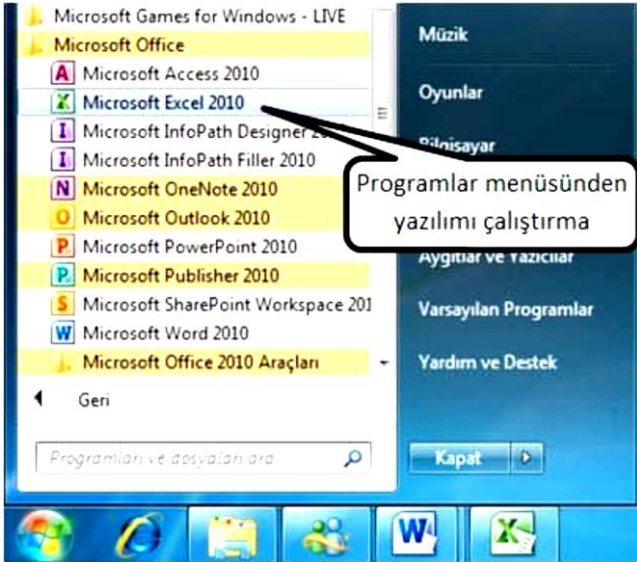 Microsoft Games for Windows - LIVE
Microsoft Office
Microsoft Access 2010
Microsoft Excel 2010
Microsoft InfoPath Designer
Microsoft InfoPath Filler 2010
Microsoft OneNote 2010
Microsoft Outlook 2010
Microsoft PowerPoint 2010
Microsoft Publisher 2010
Microsoft SharePoint Workspace 201
Microsoft Word 2010
Microsoft Office 2010 Araçları
Geri
Programları ve dosyaları ara
Müzik
Oyunlar
Bilgisayar
Programlar menüsünden
yazılımı çalıştırma
Aygıtlar ve Yazıcılar
Varsayılan Programlar
Yardım ve Destek
Kapat